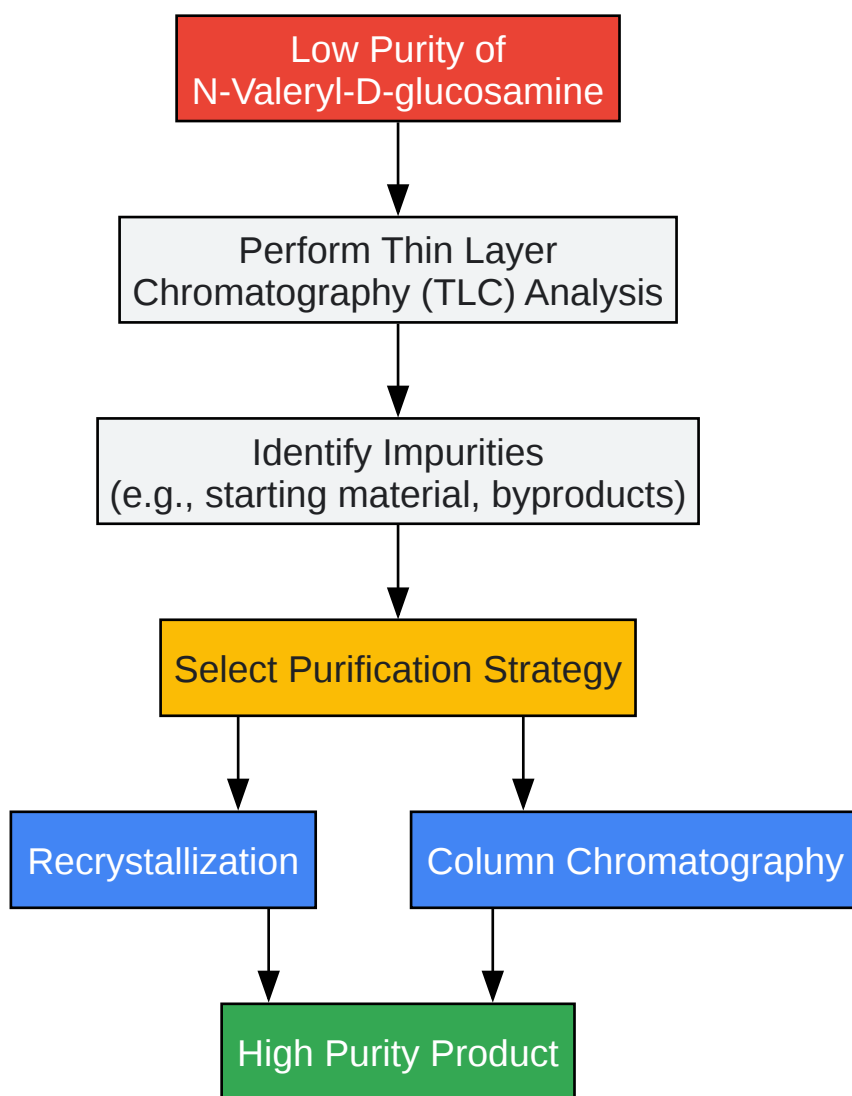 Low Purity of
N-Valeryl-D-glucosamine
Perform Thin Layer
Chromatography (TLC) Analysis
Identify Impurities
(e.g., starting material, byproducts)
Select Purification Strategy
Recrystallization
Column Chromatography
High Purity Product